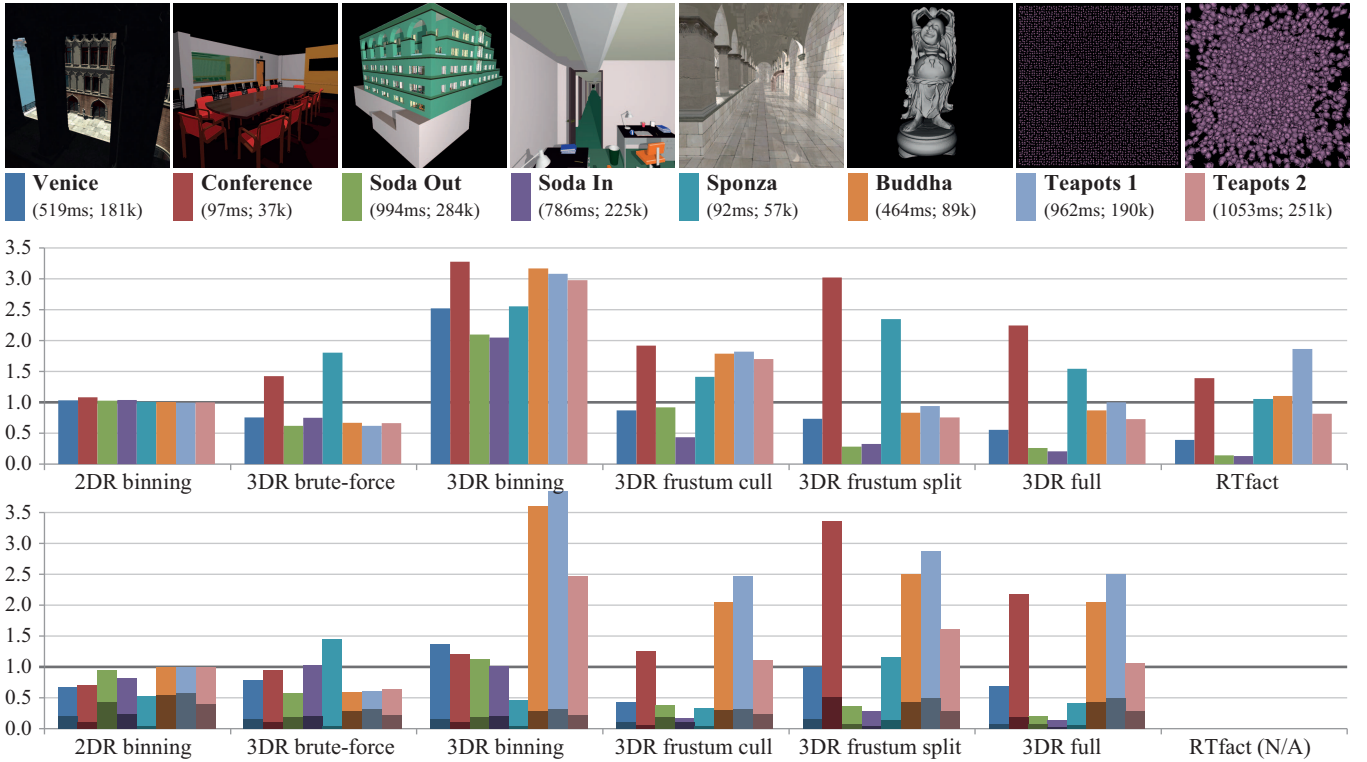 Venice
(519ms; 181k)
Conference
(97ms; 37k)
Soda Out
(994ms; 284k)
Soda In
(786ms; 225k)
Sponza
(92ms; 57k)
Buddha
(464ms; 89k)
Teapots 1
(962ms; 190k)
Teapots 2
(1053ms; 251k)
3.5
3.0
2.5
2.0
1.5
1.0
0.5
0.0
2DR binning
3DR brute-force
3DR binning
3DR frustum cull
3DR frustum split
3DR full
RTfact
3.5
3.0
2.5
2.0
1.5
1.0
0.5
0.0
2DR binning
3DR brute-force
3DR binning
3DR frustum cull
3DR frustum split
3DR full
RTfact (N/A)